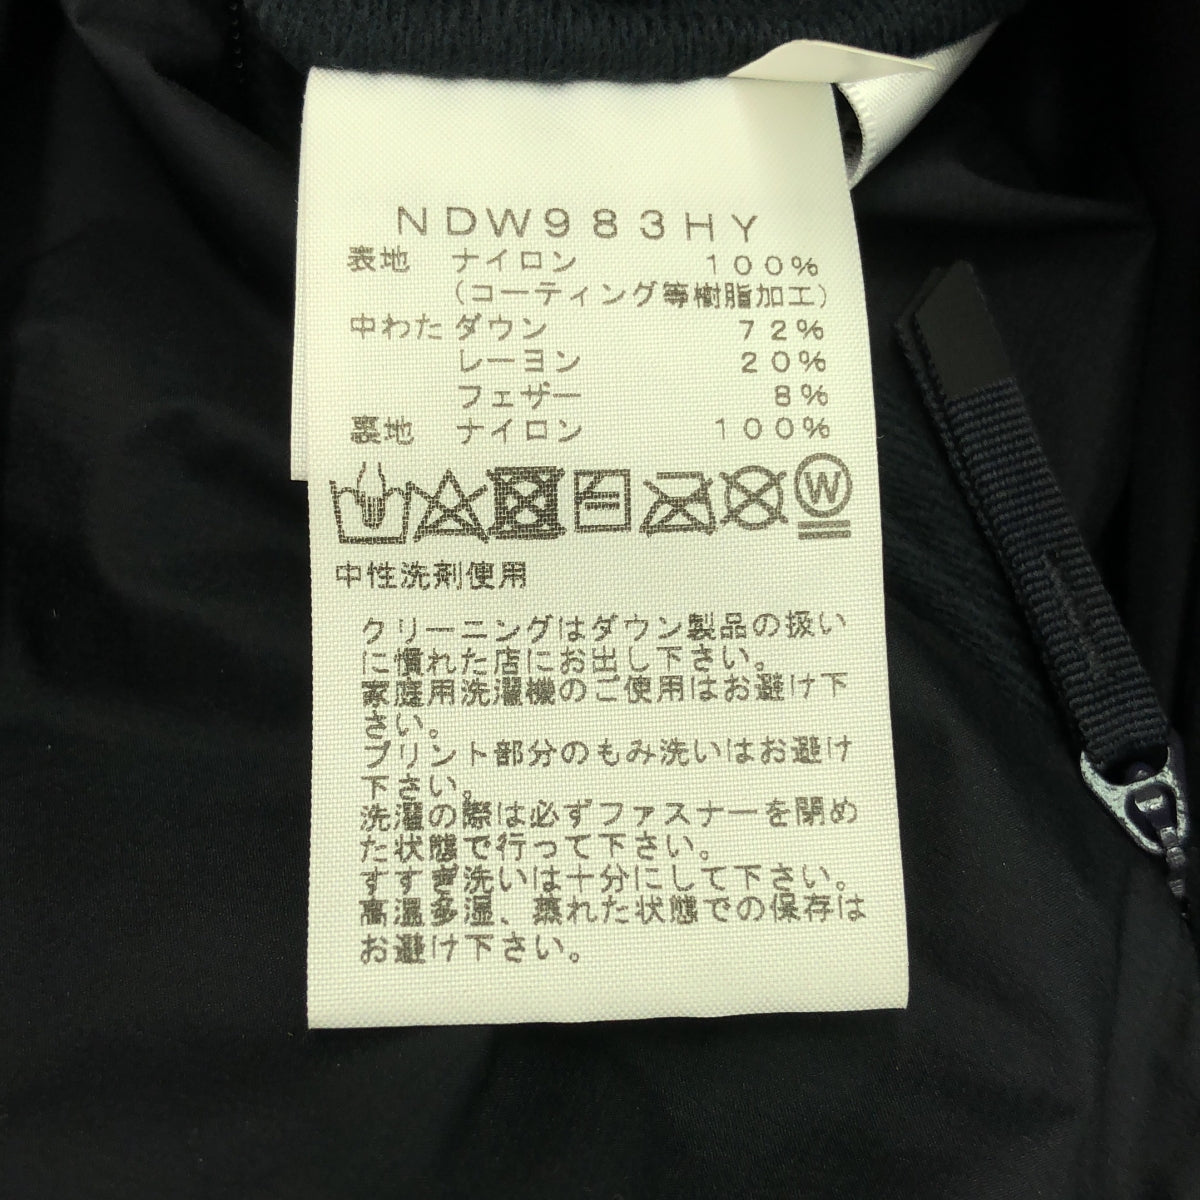 NDW983HY
表地 ナイロン 100%
(コーティング等樹脂加工)
中わた ダウン 72%
レーヨン 20%
フェザー 8%
裏地 ナイロン 100%
W
中性洗剤使用
クリーニングはダウン製品の扱い
に慣れた店にお出し下さい。
家庭用洗濯機のご使用はお避け下
さい。
プリント部分のもみ洗いはお避け
下さい。
洗濯の際は必ずファスナーを閉め
た状態で行って下さい。
すすぎ洗いは十分にして下さい。
高温多湿、蒸れた状態での保存は
お避け下さい。